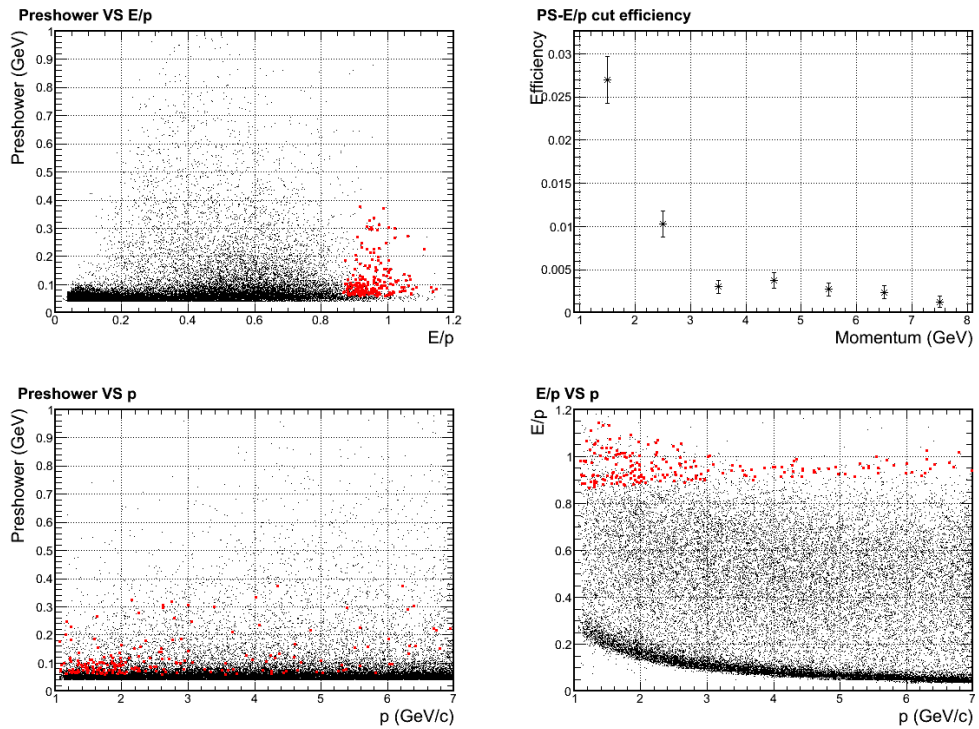 Preshower VS E/p
Preshower (GeV)
1
0.9
0.8
0.7
0.6
0.5
0.4
0.3
0.2
0.1
0
0 0.2 0.4 0.6 0.8 1 1.2
E/p
PS-E/p cut efficiency
Efficiency
0.03
0.025
0.02
0.015
0.01
0.005
0
1 2 3 4 5 6 7 8
Momentum (GeV)
Preshower VS p
Preshower (GeV)
1
0.9
0.8
0.7
0.6
0.5
0.4
0.3
0.2
0.1
0
1 2 3 4 5 6 7
p (GeV/c)
E/p VS p
E/p
1.2
1
0.8
0.6
0.4
0.2
0
1 2 3 4 5 6 7
p (GeV/c)